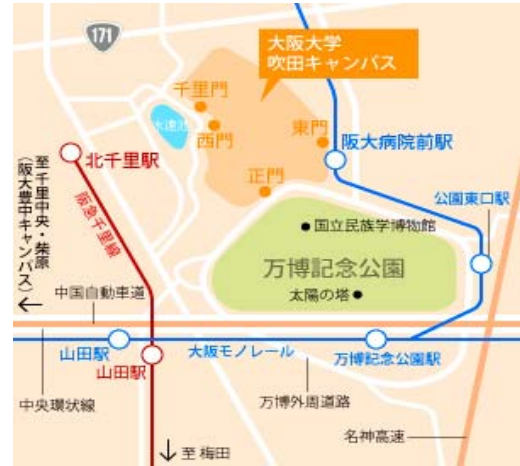 171
大阪大学
吹田キャンパス
千里門
水遠池
西門
東門
阪大病院前駅
北千里駅
正門
公園東口駅
阪急千里線
至千里中央・柴原
(阪大豊中キャンパス)
国立民族学博物館
万博記念公園
太陽の塔
中国自動車道
山田駅
大阪モノレール
万博記念公園駅
山田駅
中央環状線
万博外周道路
名神高速
至 梅田